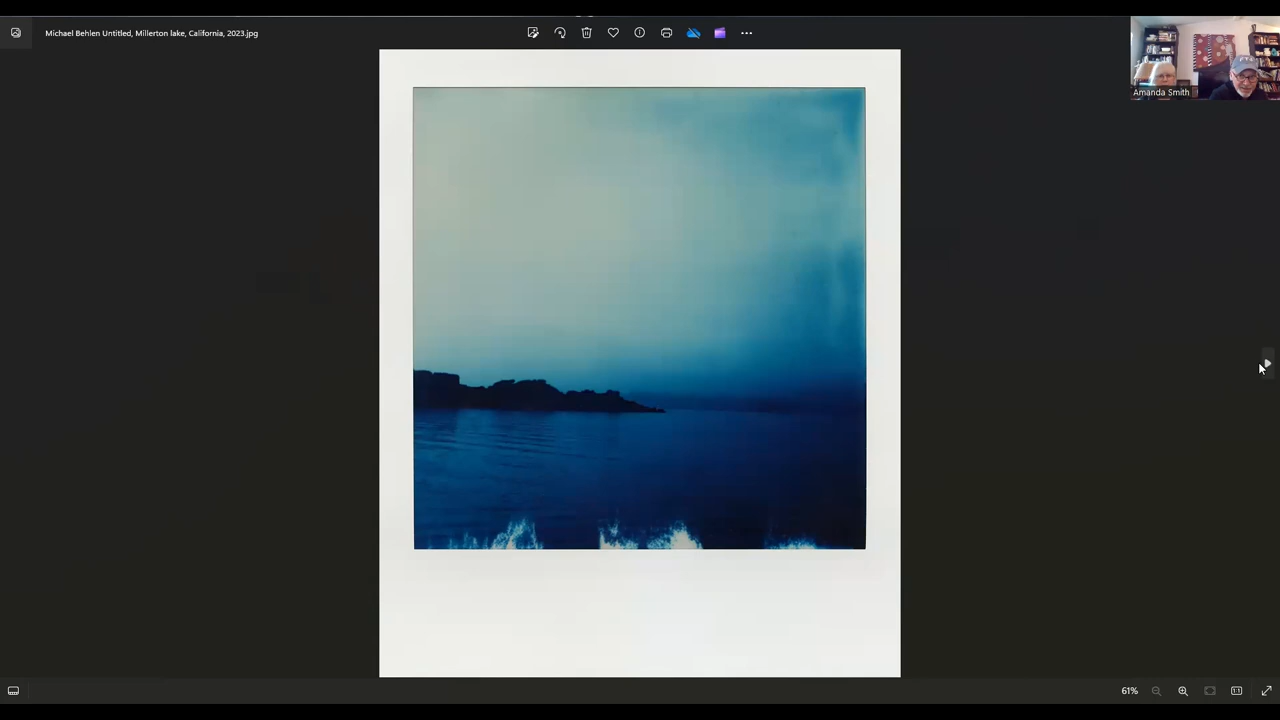 Michael Behlen Untitled, Millerton lake, California, 2023.jpg
Amanda Smith
61%